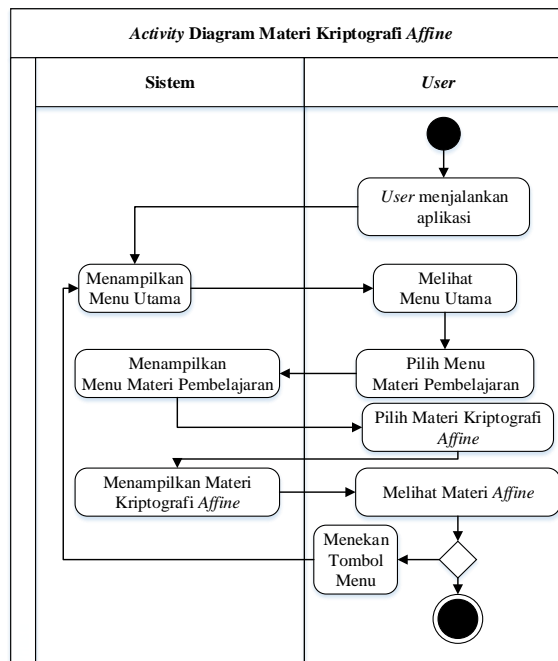 Activity Diagram Materi Kriptografi Affine
Sistem
User
User menjalankan
aplikasi
Menampilkan
Menu Utama
Melihat
Menu Utama
Menampilkan
Menu Materi Pembelajaran
Pilih Menu
Materi Pembelajaran
Pilih Materi Kriptografi
Affine
Menampilkan Materi
Kriptografi Affine
Melihat Materi Affine
Menekan
Tombol
Menu